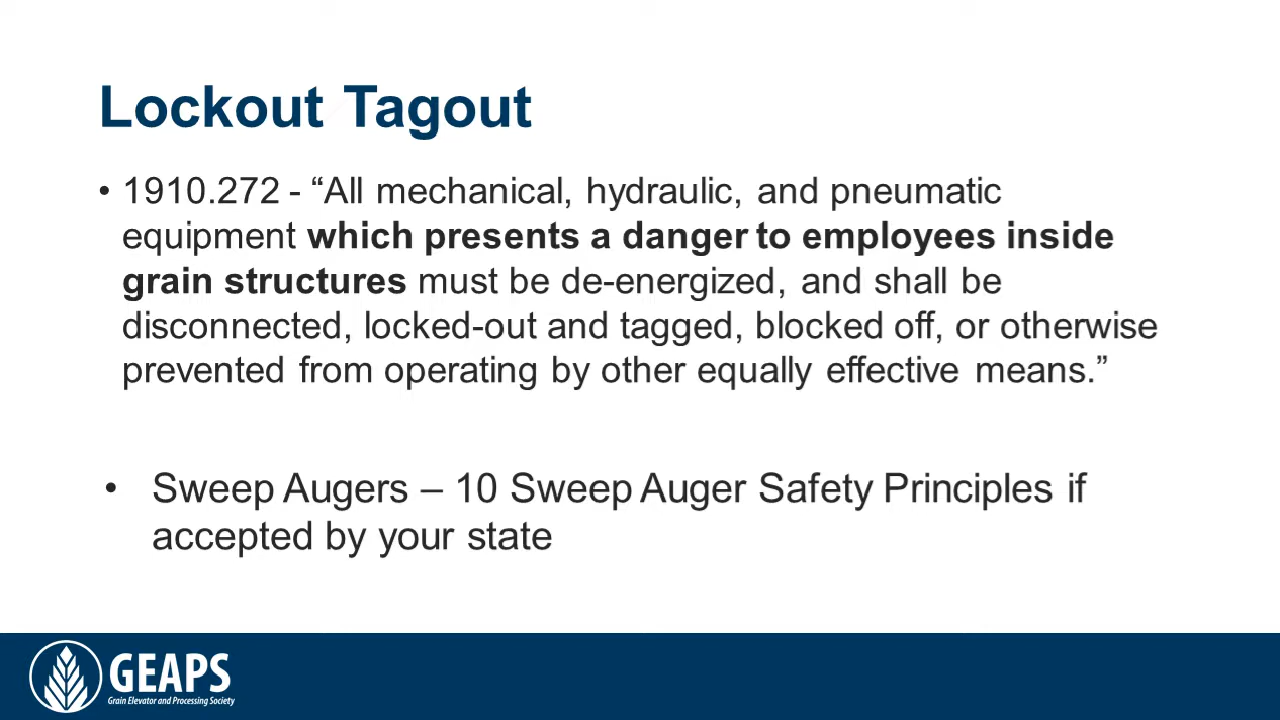 Lockout Tagout
• 1910.272 - “All mechanical, hydraulic, and pneumatic
equipment which presents a danger to employees inside
grain structures must be de-energized, and shall be
disconnected, locked-out and tagged, blocked off, or otherwise
prevented from operating by other equally effective means.”
• Sweep Augers – 10 Sweep Auger Safety Principles if
accepted by your state
GEAPS
Grain Elevator and Processing Society